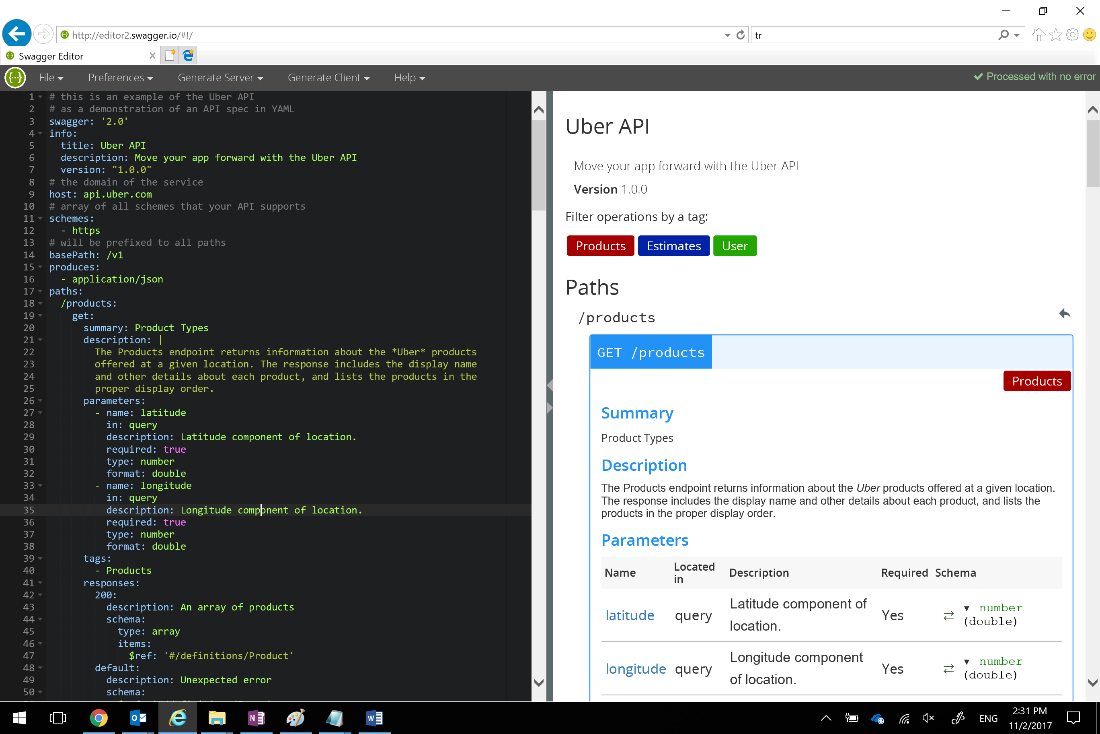 http://editor2.swagger.io/#!/
tr
Swagger Editor
File Preferences Generate Server Generate Client Help
Processed with no error
1 # this is an example of the Uber API
2 # as a demonstration of an API spec in YAML
3 swagger: '2.0'
4 info:
5 title: Uber API
6 description: Move your app forward with the Uber API
7 version: "1.0.0"
8 # the domain of the service
9 host: api.uber.com
10 # array of all schemes that your API supports
11 schemes:
12 - https
13 # will be prefixed to all paths
14 basePath: /v1
15 produces:
16 - application/json
17 paths:
18 /products:
19 get:
20 summary: Product Types
21 description: |
22 The Products endpoint returns information about the *Uber* products
23 offered at a given location. The response includes the display name
24 and other details about each product, and lists the products in the
25 proper display order.
26 parameters:
27 - name: latitude
28 in: query
29 description: Latitude component of location.
30 required: true
31 type: number
32 format: double
33 - name: longitude
34 in: query
35 description: Longitude component of location.
36 required: true
37 type: number
38 format: double
39 tags:
40 - Products
41 responses:
42 200:
43 description: An array of products
44 schema:
45 type: array
46 items:
47 $ref: '#/definitions/Product'
48 default:
49 description: Unexpected error
50 schema:
Uber API
Move your app forward with the Uber API
Version 1.0.0
Filter operations by a tag:
Products Estimates User
Paths
/products
GET /products
Products
Summary
Product Types
Description
The Products endpoint returns information about the Uber products offered at a given location.
The response includes the display name and other details about each product, and lists the
products in the proper display order.
Parameters
Name Located in Description Required Schema
latitude query Latitude component of location. Yes number (double)
longitude query Longitude component of location. Yes number (double)
ENG
2:31 PM
11/2/2017